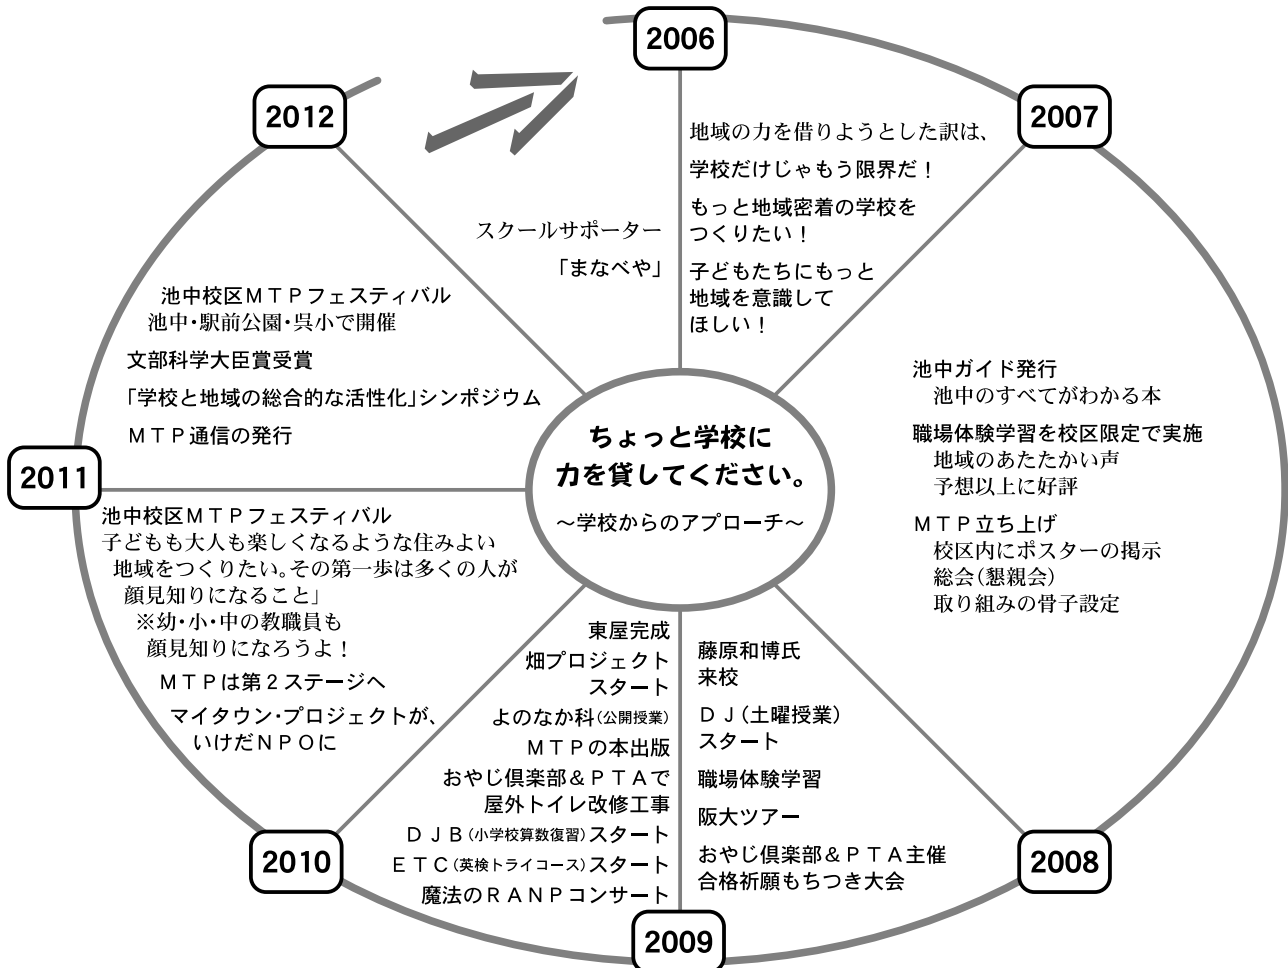 ちょっと学校に
力を貸してください。
～学校からのアプローチ～
2006
地域の力を借りようとした訳は、
学校だけじゃもう限界だ！
もっと地域密着の学校を
つくりたい！
子どもたちにもっと
地域を意識して
ほしい！
2007
池中ガイド発行
池中のすべてがわかる本
職場体験学習を校区限定で実施
地域のあたたかい声
予想以上に好評
ＭＴＰ立ち上げ
校区内にポスターの掲示
総会（懇親会）
取り組みの骨子設定
2008
藤原和博氏
来校
ＤＪ（土曜授業）
スタート
職場体験学習
阪大ツアー
おやじ倶楽部＆ＰＴＡ主催
合格祈願もちつき大会
2009
東屋完成
畑プロジェクト
スタート
よのなか科（公開授業）
ＭＴＰの本出版
おやじ倶楽部＆ＰＴＡで
屋外トイレ改修工事
ＤＪＢ（小学校算数復習）スタート
ＥＴＣ（英検トライコース）スタート
魔法のＲＡＮＰコンサート
2010
池中校区ＭＴＰフェスティバル
子どもも大人も楽しくなるような住みよい
地域をつくりたい。その第一歩は多くの人が
顔見知りになること」
※幼・小・中の教職員も
顔見知りになろうよ！
ＭＴＰは第２ステージへ
マイタウン・プロジェクトが、
いけだＮＰＯに
2011
池中校区ＭＴＰフェスティバル
池中・駅前公園・呉小で開催
文部科学大臣賞受賞
「学校と地域の総合的な活性化」シンポジウム
ＭＴＰ通信の発行
2012
スクールサポーター
「まなべや」